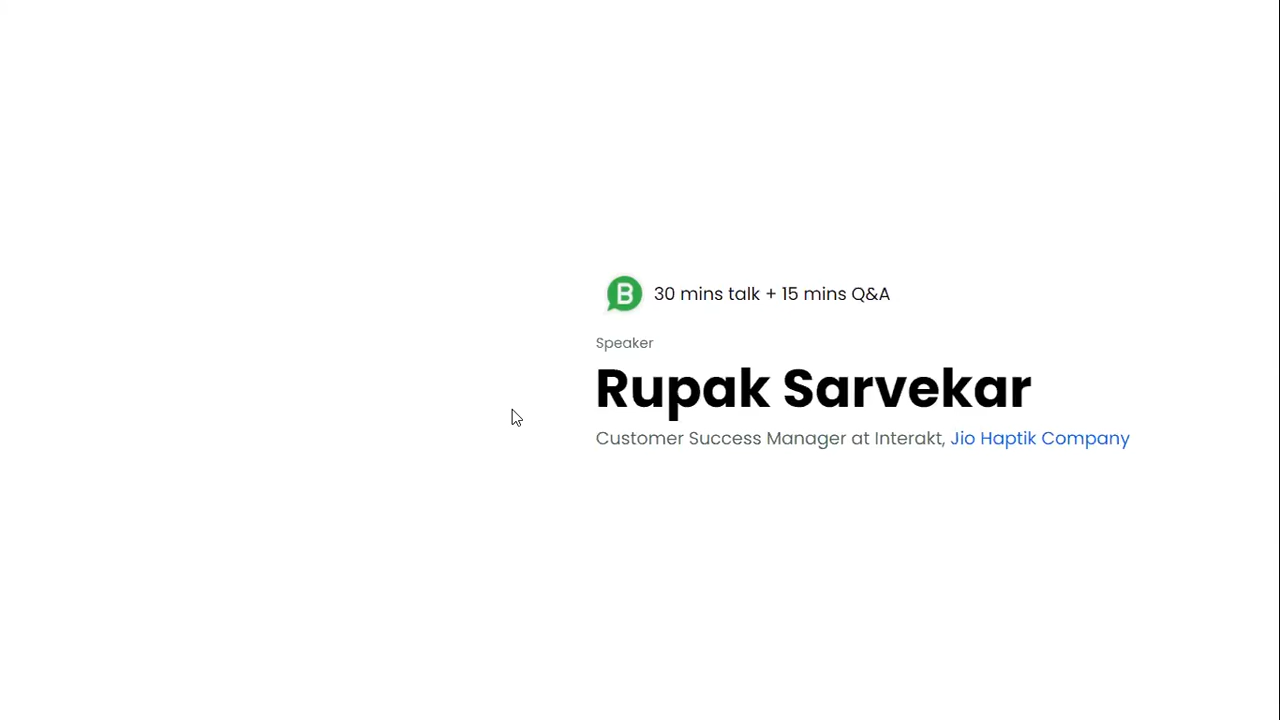 B 30 mins talk + 15 mins Q&A
Speaker
Rupak Sarvekar
Customer Success Manager at Interakt, Jio Haptik Company